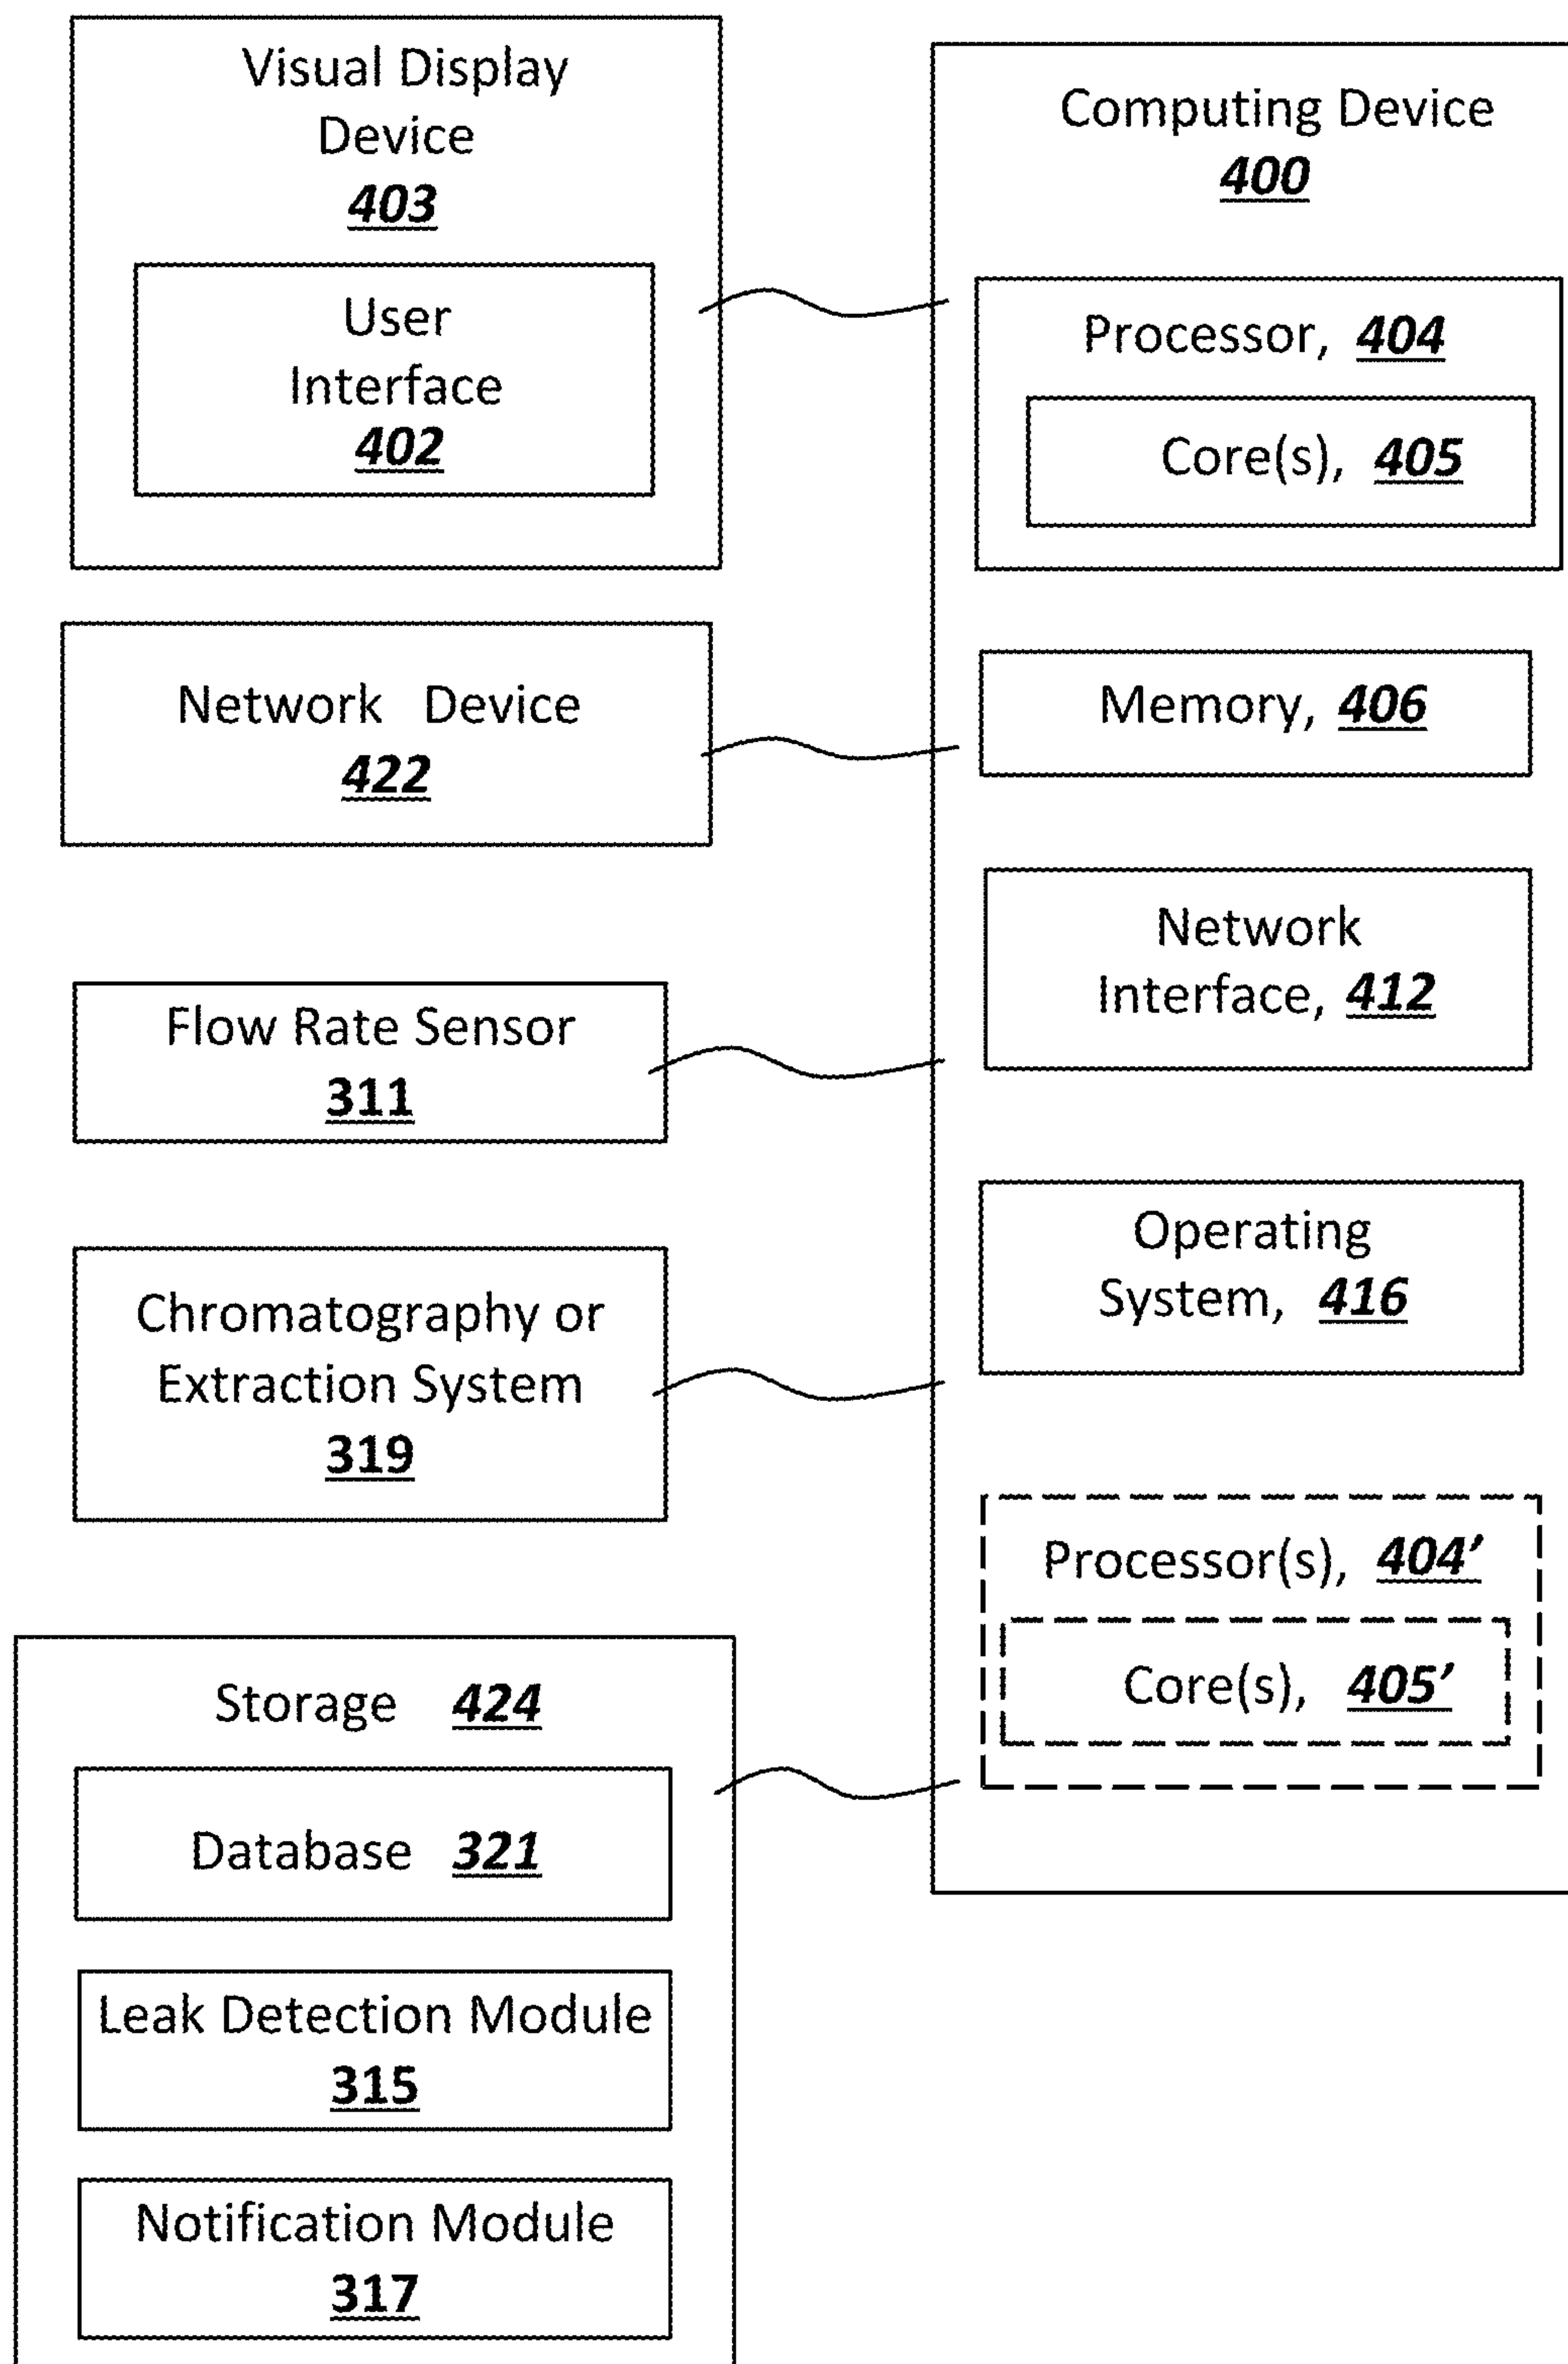 Visual Display
Device
403
User
Interface
402
Network Device
422
Flow Rate Sensor
311
Chromatography or
Extraction System
319
Storage 424
Database 321
Leak Detection Module
315
Notification Module
317
Computing Device
400
Processor, 404
Core(s), 405
Memory, 406
Network
Interface, 412
Operating
System, 416
Processor(s), 404’
Core(s), 405’